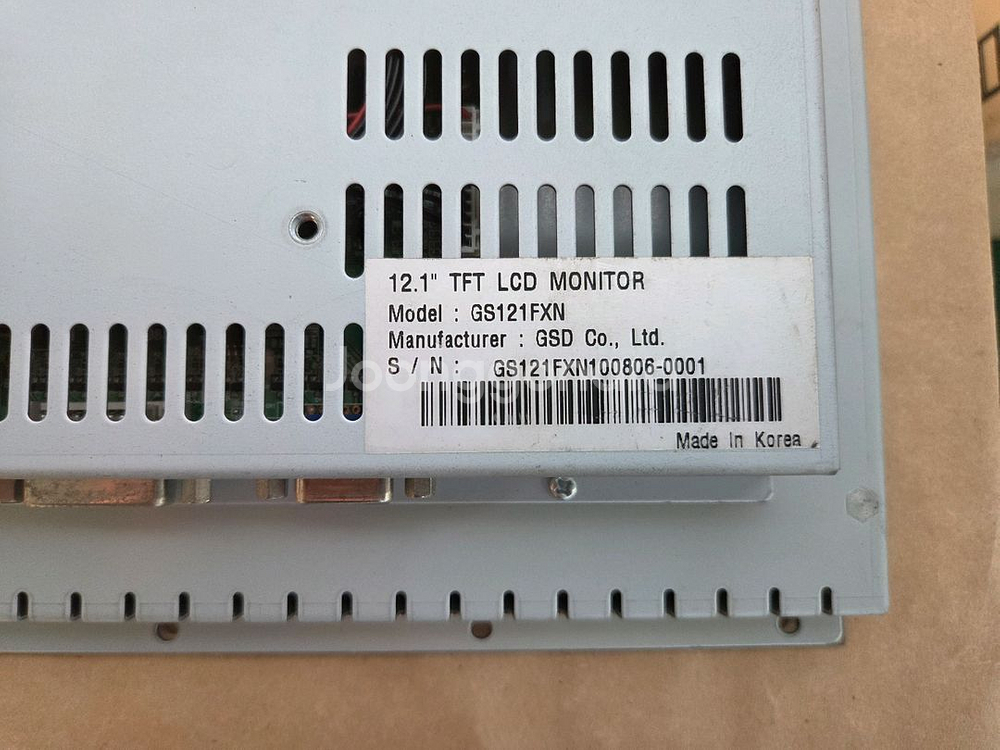 12.1" TFT LCD MONITOR
Model : GS121FXN
Manufacturer : GSD Co., Ltd.
S / N : GS121FXN100806-0001
Made In Korea